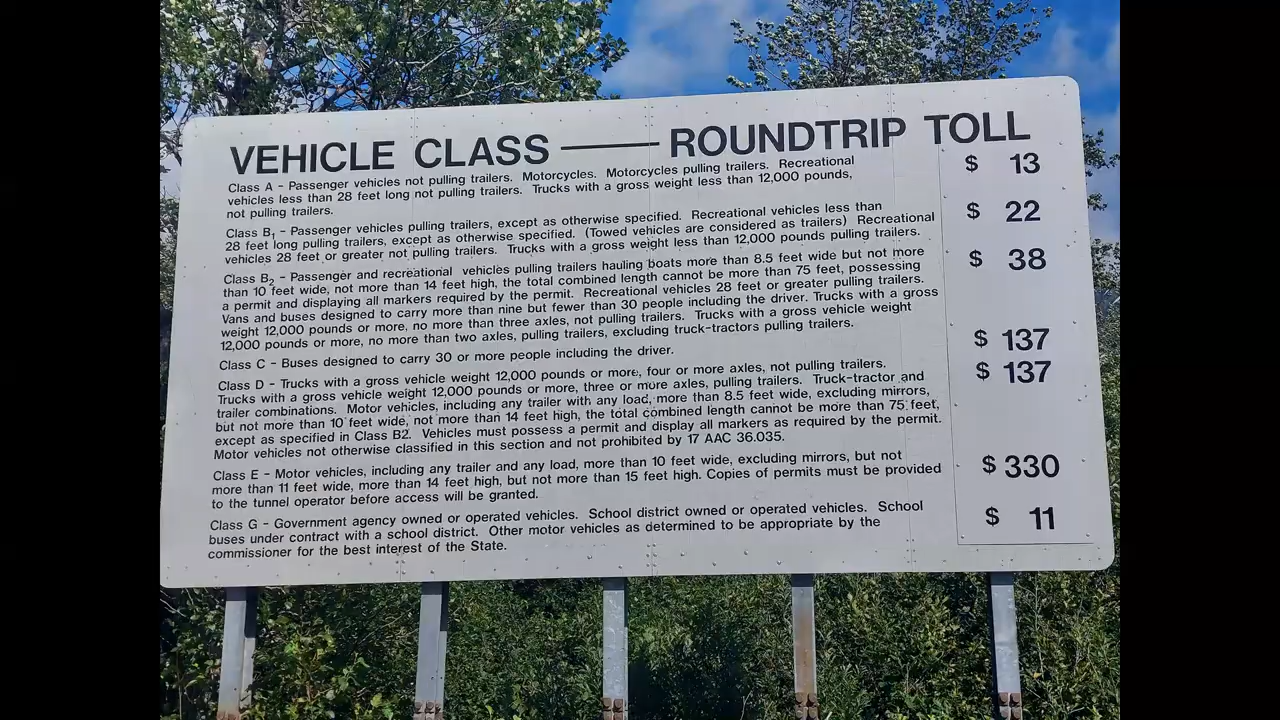 VEHICLE CLASS — ROUNDTRIP TOLL
Class A - Passenger vehicles not pulling trailers. Motorcycles. Motorcycles pulling trailers. Recreational $ 13
vehicles less than 28 feet long not pulling trailers. Trucks with a gross weight less than 12,000 pounds,
not pulling trailers.
Class B1 - Passenger vehicles pulling trailers, except as otherwise specified. Recreational vehicles less than $ 22
28 feet long pulling trailers, except as otherwise specified. (Towed vehicles are considered as trailers) Recreational
vehicles 28 feet or greater not pulling trailers. Trucks with a gross weight less than 12,000 pounds pulling trailers.
Class B2 - Passenger and recreational vehicles pulling trailers hauling boats more than 8.5 feet wide but not more $ 38
than 10 feet wide, not more than 14 feet high, the total combined length cannot be more than 75 feet, possessing
a permit and displaying all markers required by the permit. Recreational vehicles 28 feet or greater pulling trailers.
Vans and buses designed to carry more than nine but fewer than 30 people including the driver. Trucks with a gross
weight 12,000 pounds or more, no more than three axles, not pulling trailers. Trucks with a gross vehicle weight
12,000 pounds or more, no more than two axles, pulling trailers, excluding truck-tractors pulling trailers.
Class C - Buses designed to carry 30 or more people including the driver. $ 137
Class D - Trucks with a gross vehicle weight 12,000 pounds or more, four or more axles, not pulling trailers. $ 137
Trucks with a gross vehicle weight 12,000 pounds or more, three or more axles, pulling trailers. Truck-tractor and
trailer combinations. Motor vehicles, including any trailer with any load, more than 8.5 feet wide, excluding mirrors,
but not more than 10 feet wide, not more than 14 feet high, the total combined length cannot be more than 75 feet,
except as specified in Class B2. Vehicles must possess a permit and display all markers as required by the permit.
Motor vehicles not otherwise classified in this section and not prohibited by 17 AAC 36.035.
Class E - Motor vehicles, including any trailer and any load, more than 10 feet wide, excluding mirrors, but not $ 330
more than 11 feet wide, more than 14 feet high, but not more than 15 feet high. Copies of permits must be provided
to the tunnel operator before access will be granted.
Class G - Government agency owned or operated vehicles. School district owned or operated vehicles. School $ 11
buses under contract with a school district. Other motor vehicles as determined to be appropriate by the
commissioner for the best interest of the State.